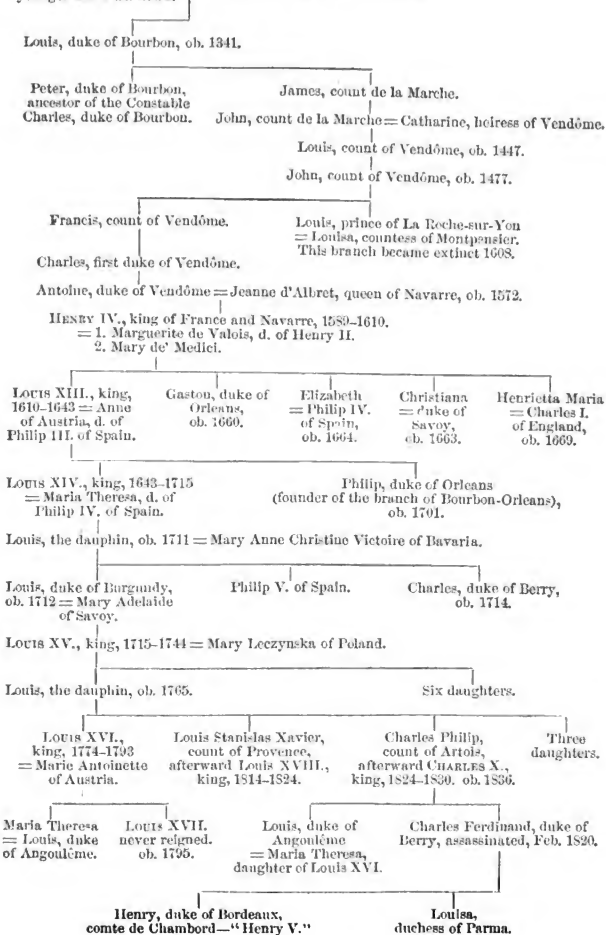 Louis, duke of Bourbon, ob. 1341.
Peter, duke of Bourbon,
ancestor of the Constable
Charles, duke of Bourbon.
James, count de la Marche.
John, count de la Marche = Catharine, heiress of Vendôme.
Louis, count of Vendôme, ob. 1447.
John, count of Vendôme, ob. 1477.
Francis, count of Vendôme.
Louis, prince of La Roche-sur-Yon
= Louisa, countess of Montpensier.
This branch became extinct 1608.
Charles, first duke of Vendôme.
Antoine, duke of Vendôme = Jeanne d'Albret, queen of Navarre, ob. 1572.
HENRY IV., king of France and Navarre, 1589-1610.
= 1. Marguerite de Valois, d. of Henry II.
2. Mary de' Medici.
LOUIS XIII., king,
1610-1643 = Anne
of Austria, d. of
Philip III. of Spain.
Gaston, duke of
Orleans,
ob. 1660.
Elizabeth
= Philip IV.
of Spain,
ob. 1664.
Christiana
= duke of
Savoy,
ob. 1663.
Henrietta Maria
= Charles I.
of England,
ob. 1669.
LOUIS XIV., king, 1643-1715
= Maria Theresa, d. of
Philip IV. of Spain.
Philip, duke of Orleans
(founder of the branch of Bourbon-Orleans),
ob. 1701.
Louis, the dauphin, ob. 1711 = Mary Anne Christine Victoire of Bavaria.
Louis, duke of Burgundy,
ob. 1712 = Mary Adelaide
of Savoy.
Philip V. of Spain.
Charles, duke of Berry,
ob. 1714.
LOUIS XV., king, 1715-1744 = Mary Leczynska of Poland.
Louis, the dauphin, ob. 1765.
Six daughters.
LOUIS XVI.,
king, 1774-1793
= Marie Antoinette
of Austria.
Louis Stanislas Xavier,
count of Provence,
afterward Louis XVIII.,
king, 1814-1824.
Charles Philip,
count of Artois,
afterward CHARLES X.,
king, 1824-1830. ob. 1836.
Three
daughters.
Maria Theresa
= Louis, duke
of Angoulême.
LOUIS XVII.
never reigned.
ob. 1795.
Louis, duke of
Angoulême
= Maria Theresa,
daughter of Louis XVI.
Charles Ferdinand, duke of
Berry, assassinated, Feb. 1820.
Henry, duke of Bordeaux,
comte de Chambord—"Henry V."
Louisa,
duchess of Parma.